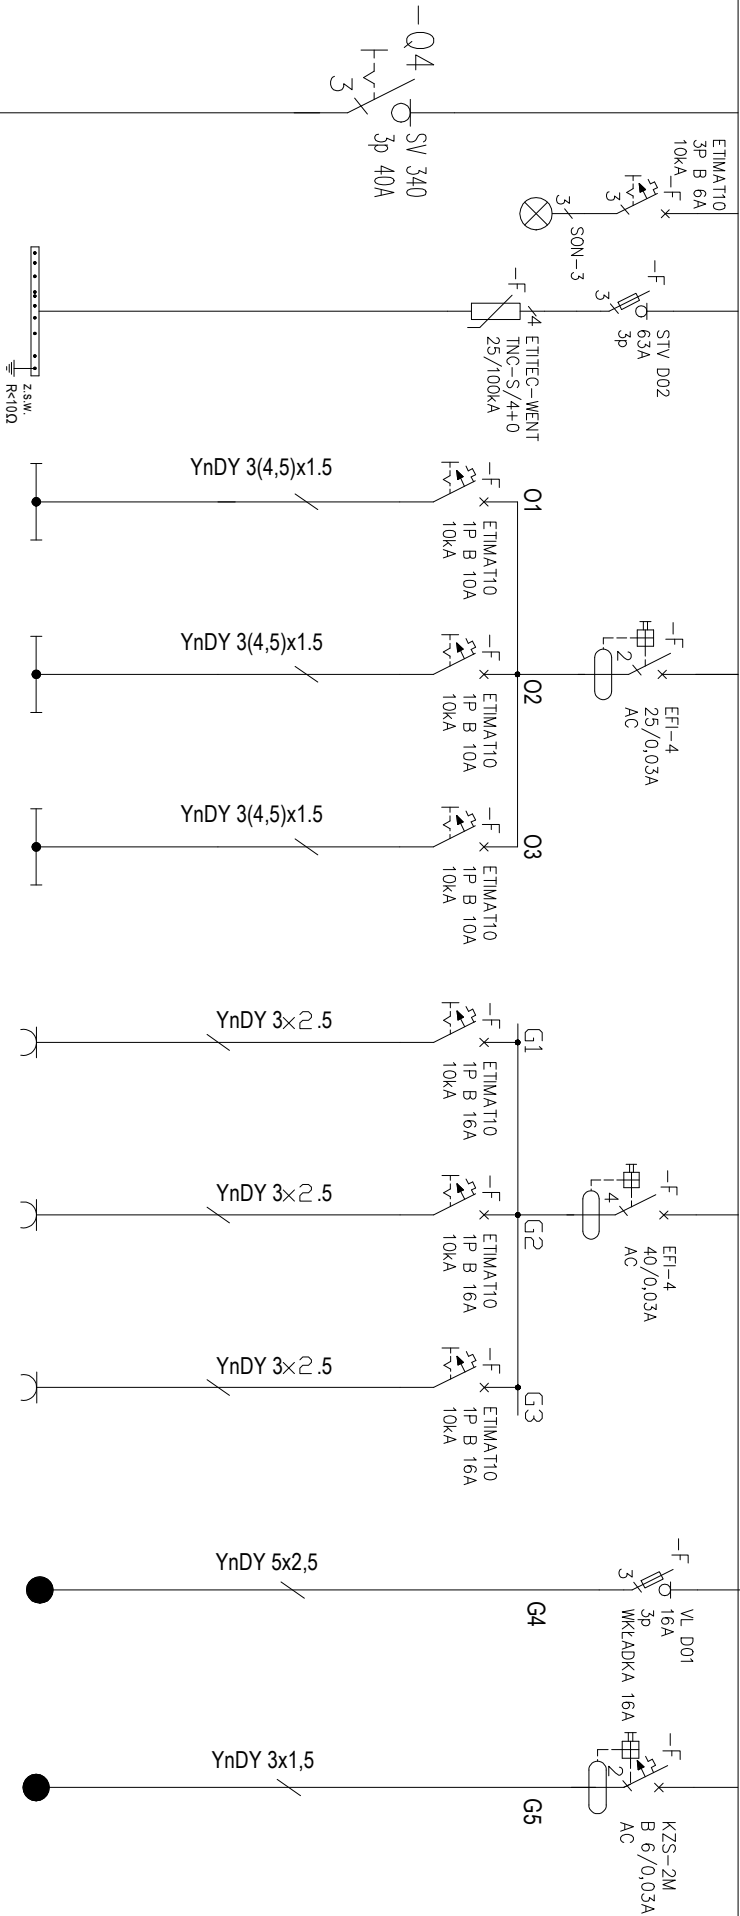 -Q4
3
SV 340
3p 40A
ETIMAT10
3P B 6A
10kA
-F
3
3
SON-3
-F
3
STV D02
63A
3p
-F
4
ETITEC-WENT
TNC-S/4+0
25/100kA
z.s.w.
R<10Ω
-F
2
EFI-4
25/0,03A
AC
O1
-F
ETIMAT10
1P B 10A
10kA
YnDY 3(4,5)x1.5
O2
-F
ETIMAT10
1P B 10A
10kA
YnDY 3(4,5)x1.5
O3
-F
ETIMAT10
1P B 10A
10kA
YnDY 3(4,5)x1.5
-F
4
EFI-4
40/0,03A
AC
G1
-F
ETIMAT10
1P B 16A
10kA
YnDY 3x2.5
G2
-F
ETIMAT10
1P B 16A
10kA
YnDY 3x2.5
G3
-F
ETIMAT10
1P B 16A
10kA
YnDY 3x2.5
-F
3
VL D01
16A
3p
WKŁADKA 16A
G4
YnDY 5x2,5
-F
2
KZS-2M
B 6/0,03A
AC
G5
YnDY 3x1,5